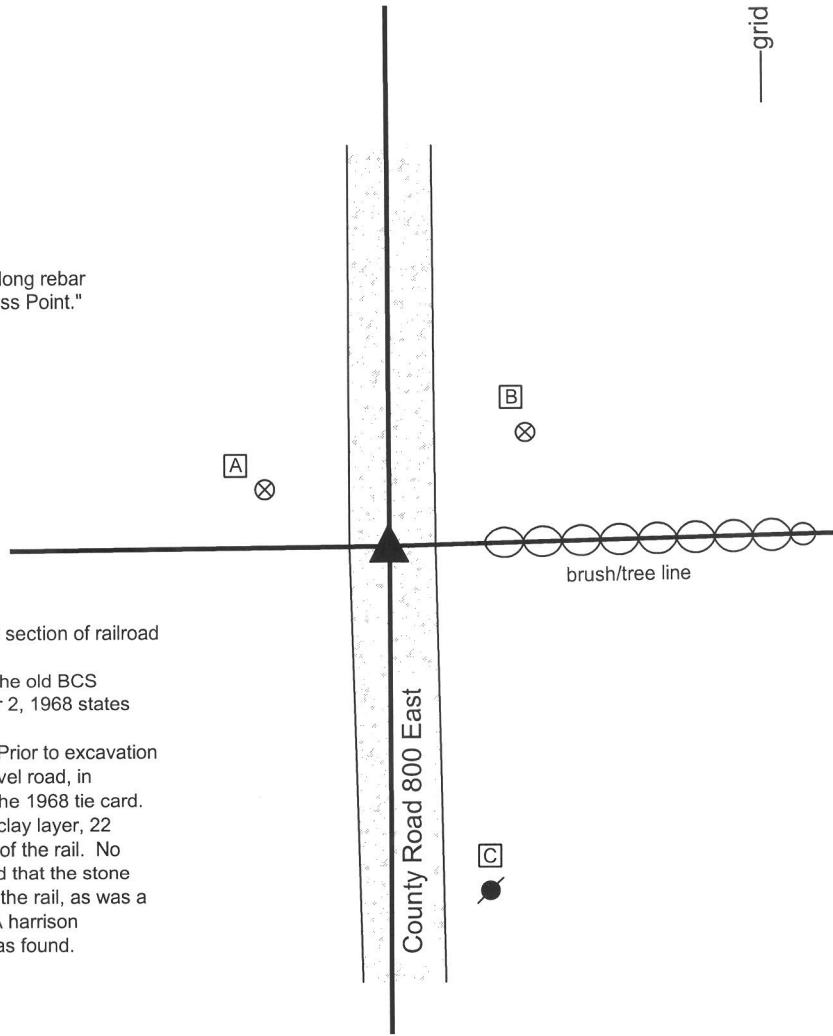 grid
long rebar
ss Point."
B
A
brush/tree line
section of railroad
he old BCS
r 2, 1968 states
Prior to excavation
vel road, in
he 1968 tie card.
clay layer, 22
of the rail. No
d that the stone
the rail, as was a
A harrison
as found.
County Road 800 East
C